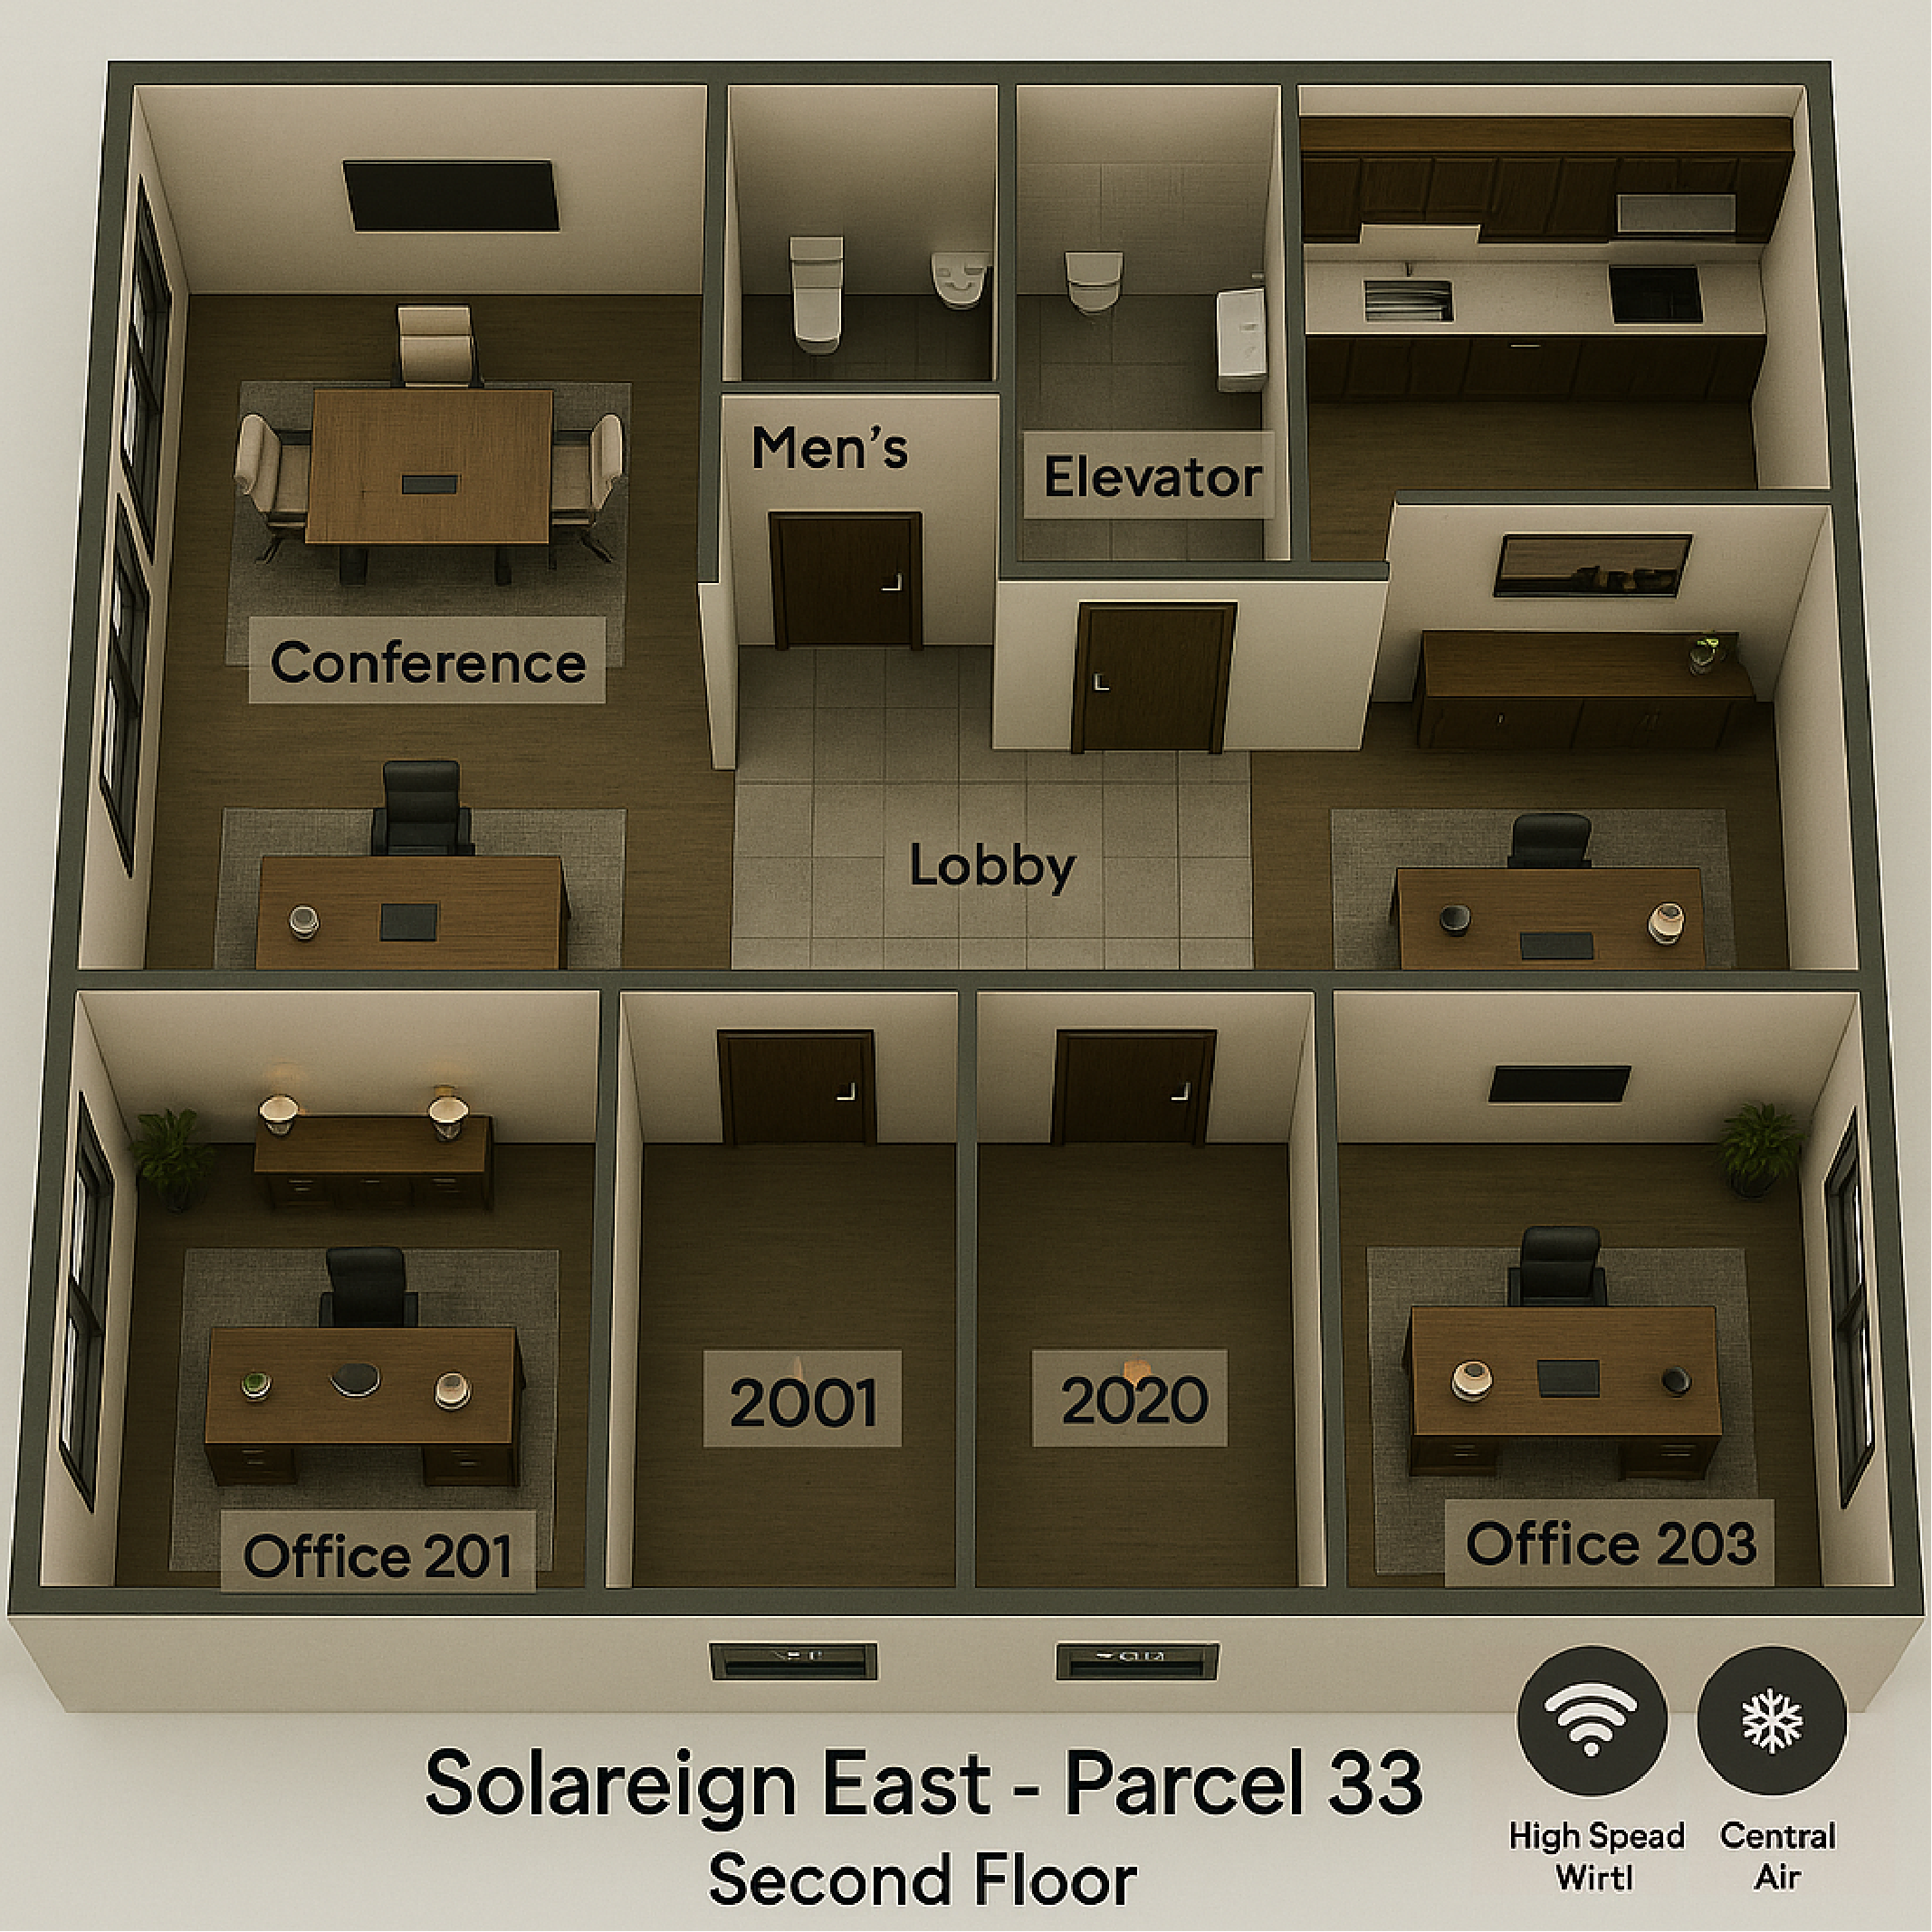 Men's
Elevator
Conference
Lobby
2001
2020
Office 201
Office 203
Solareign East - Parcel 33
Second Floor
High Spead
Wirtl
Central
Air